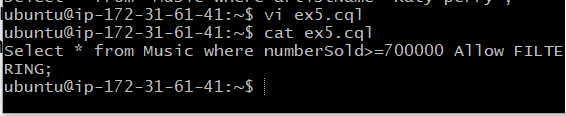 Select * from Music where artistName='Katy perry';
ubuntu@ip-172-31-61-41:~$ vi ex5.cql
ubuntu@ip-172-31-61-41:~$ cat ex5.cql
Select * from Music where numberSold>=700000 Allow FILTE
RING;
ubuntu@ip-172-31-61-41:~$